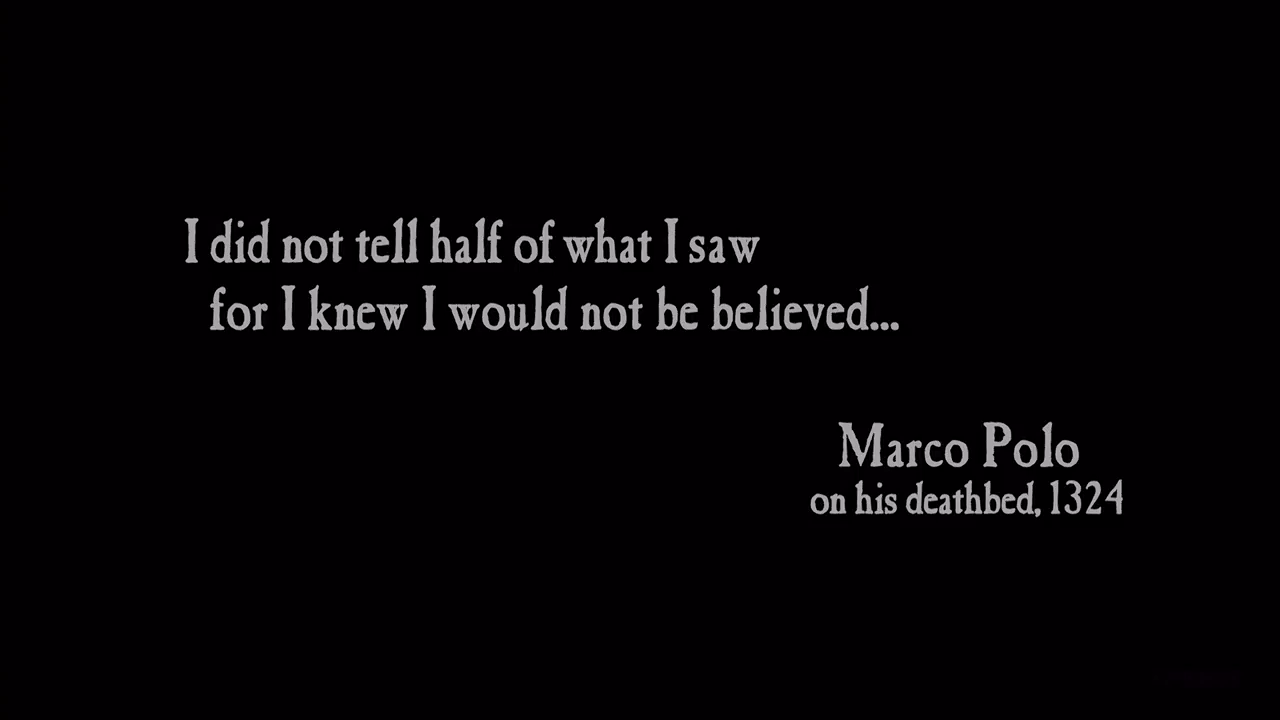 I did not tell half of what I saw
for I knew I would not be believed...
Marco Polo
on his deathbed, 1324